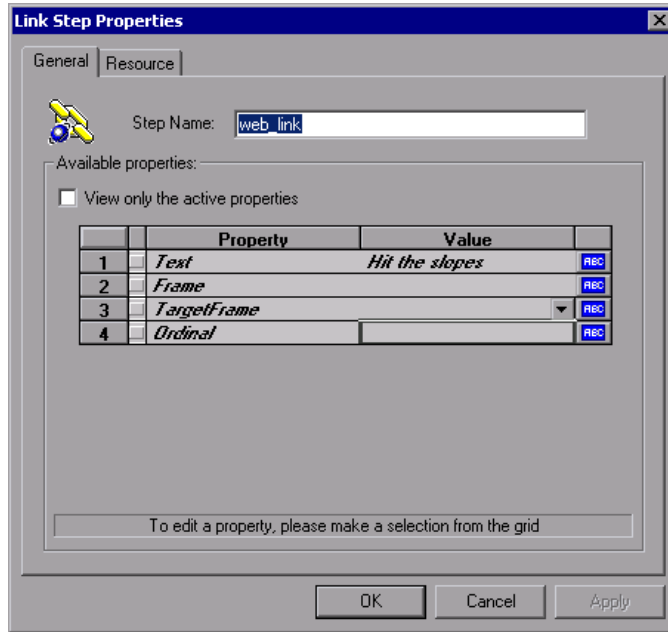 Link Step Properties
General Resource
Step Name: web_link
Available properties:
View only the active properties
Property Value
1 Text Hit the slopes ABC
2 Frame ABC
3 TargetFrame ABC
4 Ordinal ABC
To edit a property, please make a selection from the grid
OK Cancel Apply